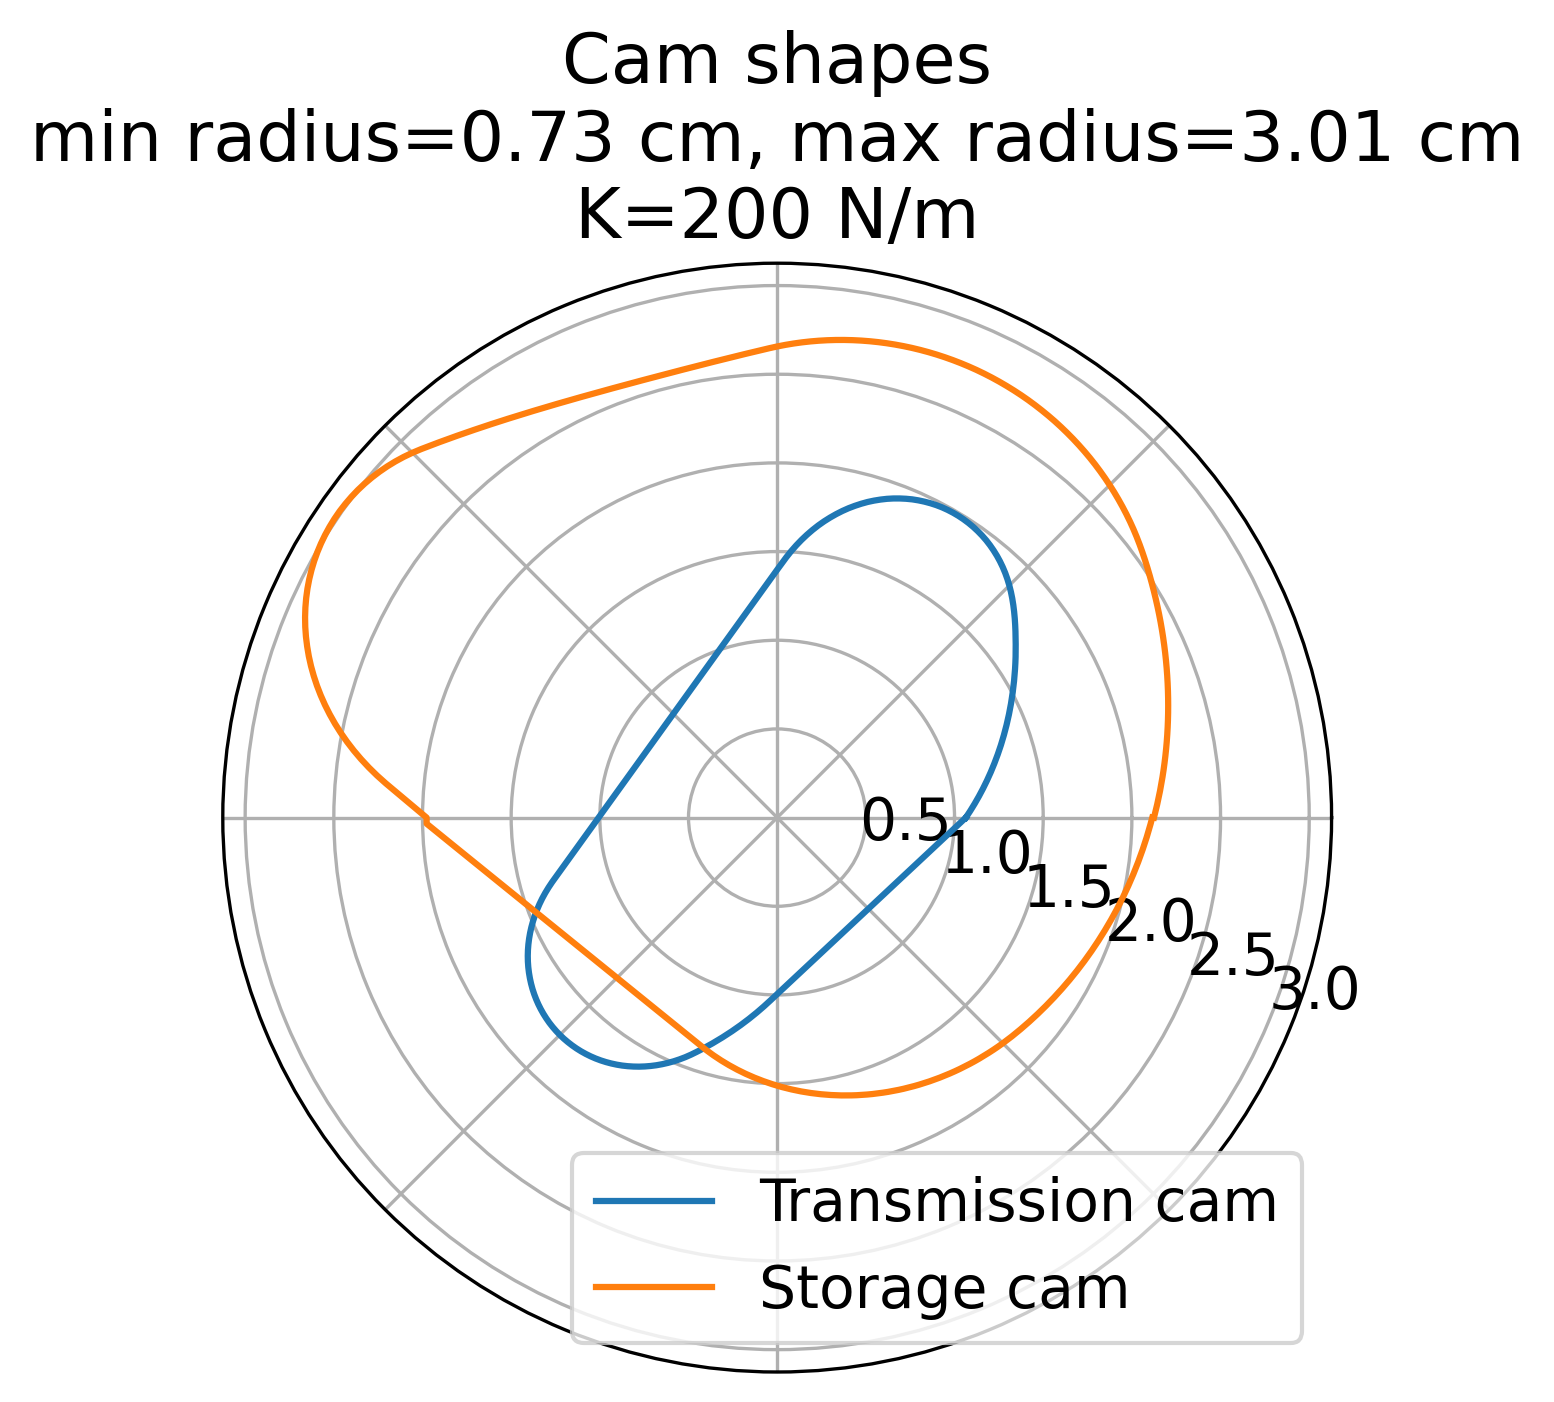 Cam shapes
min radius=0.73 cm, max radius=3.01 cm
K=200 N/m
0.5
1.0
1.5
2.0
2.5
3.0
Transmission cam
Storage cam